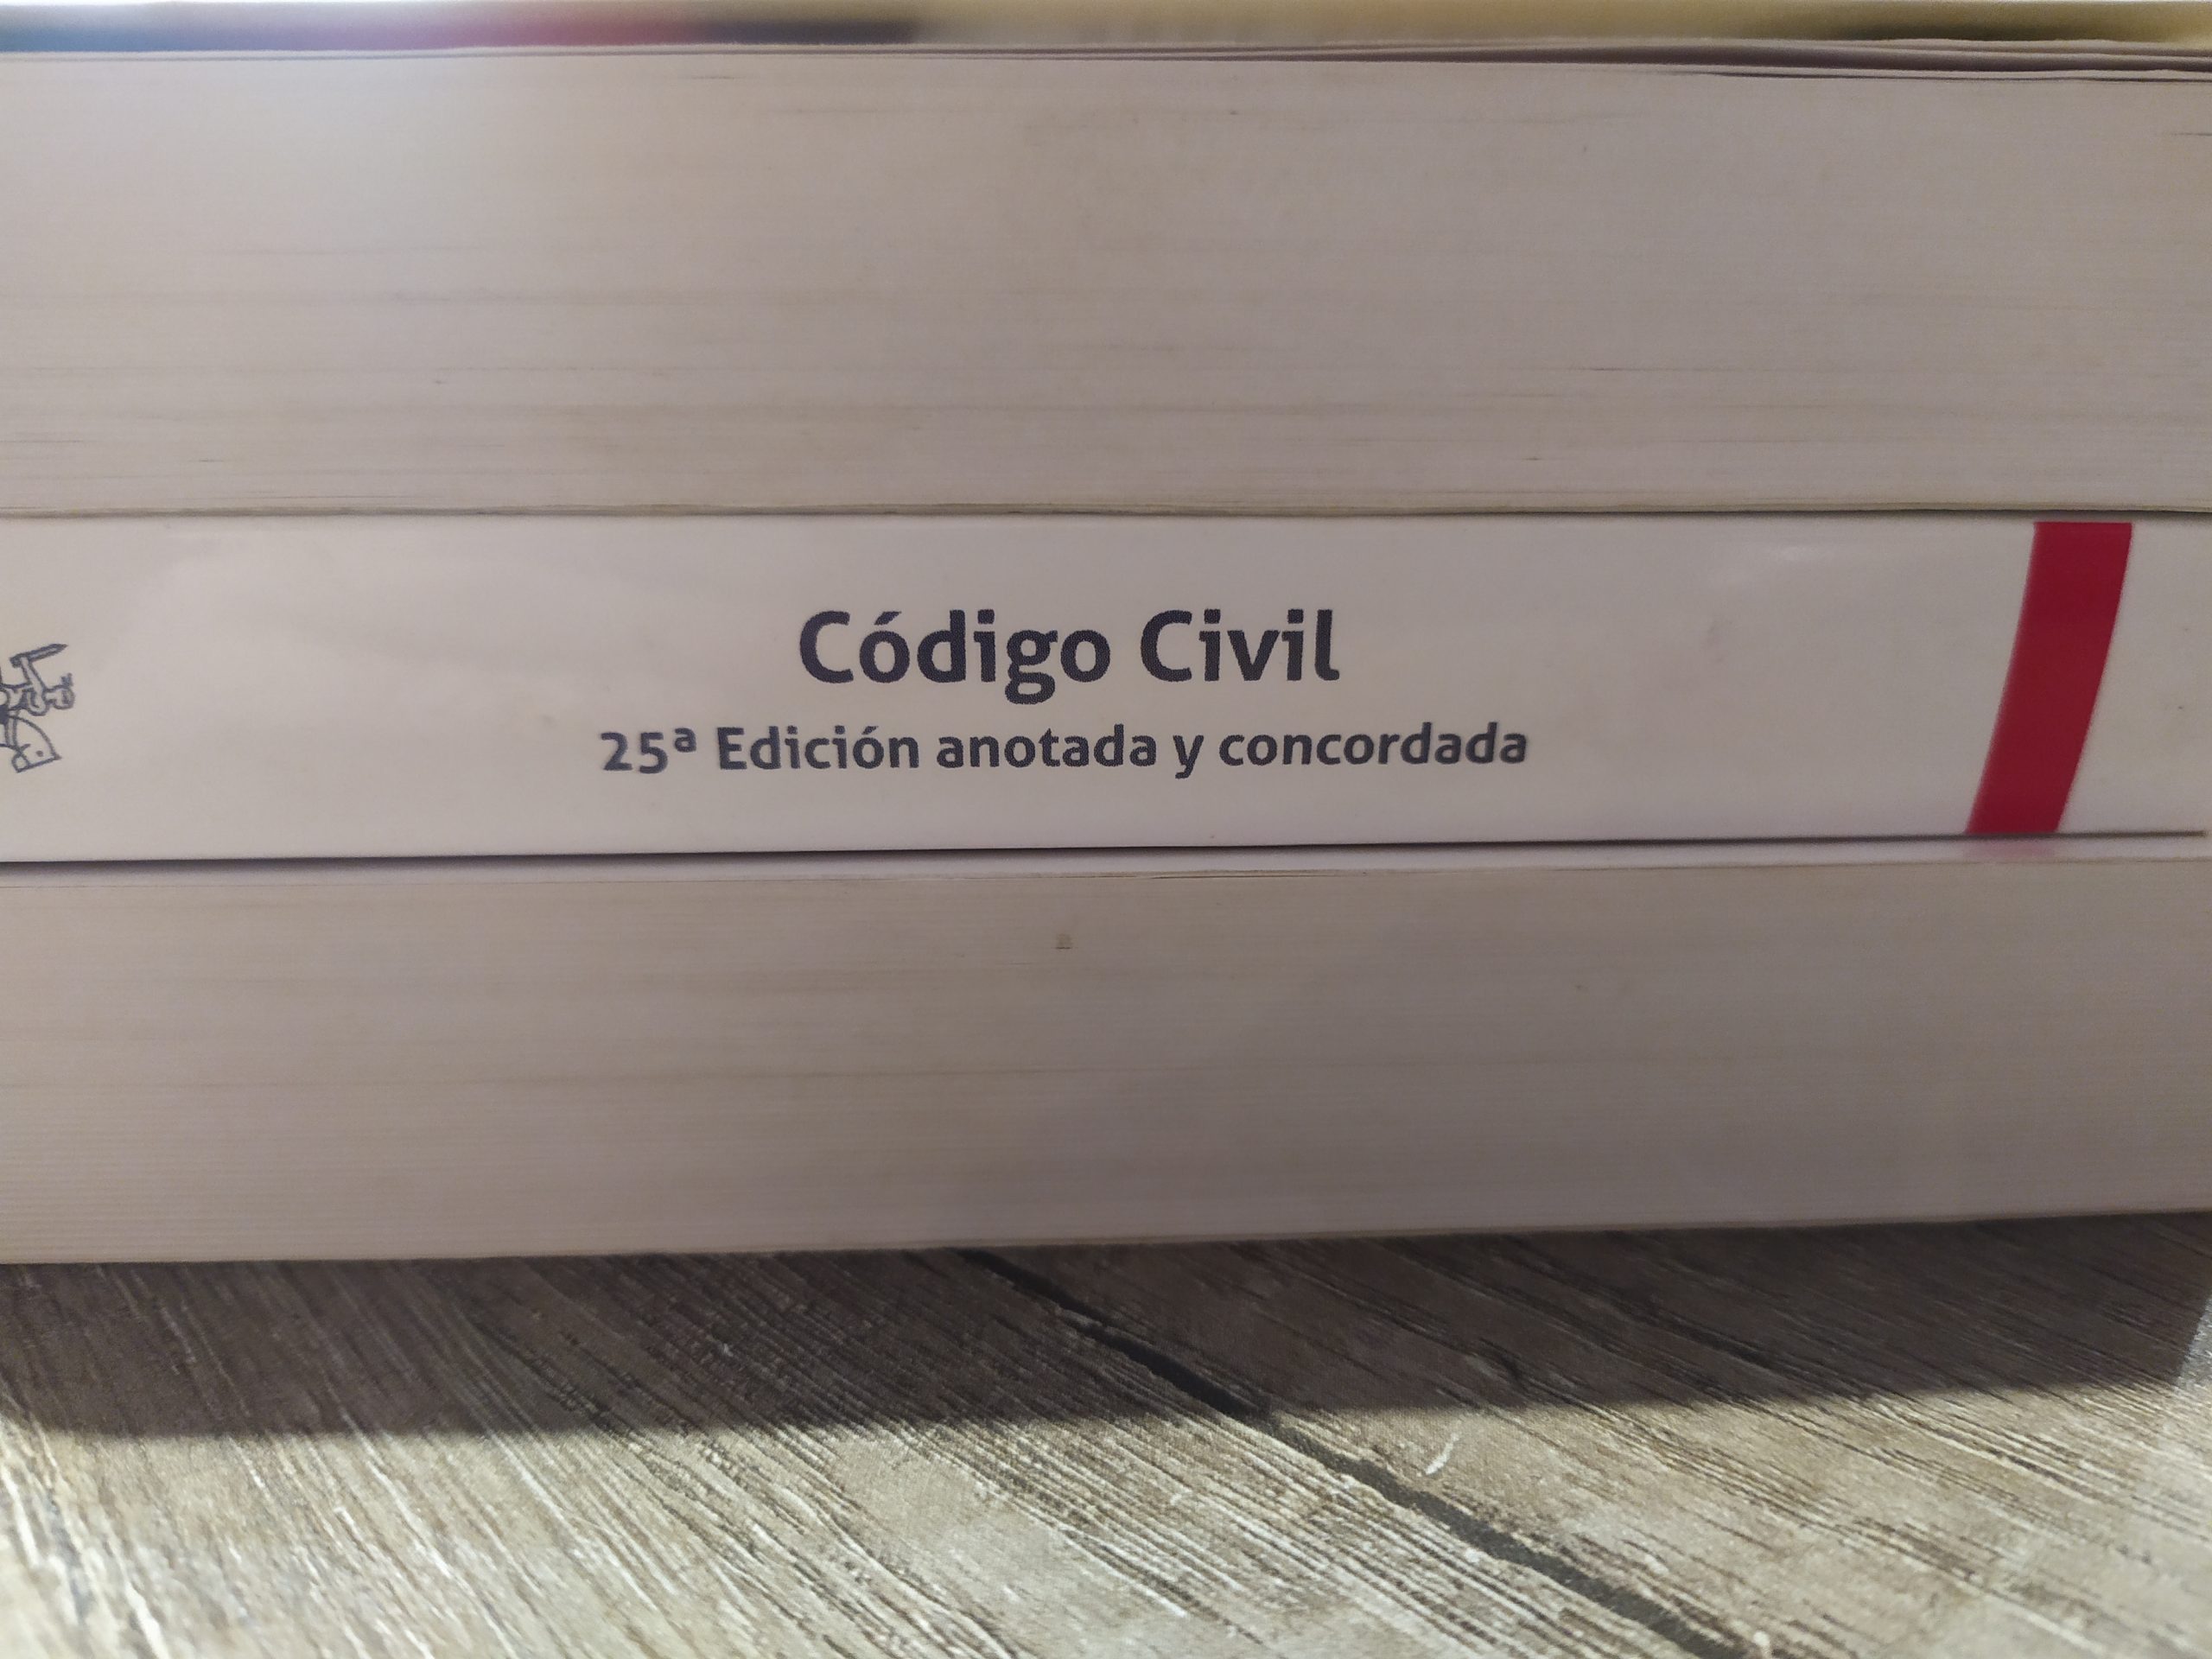 Código Civil
25ª Edición anotada y concordada